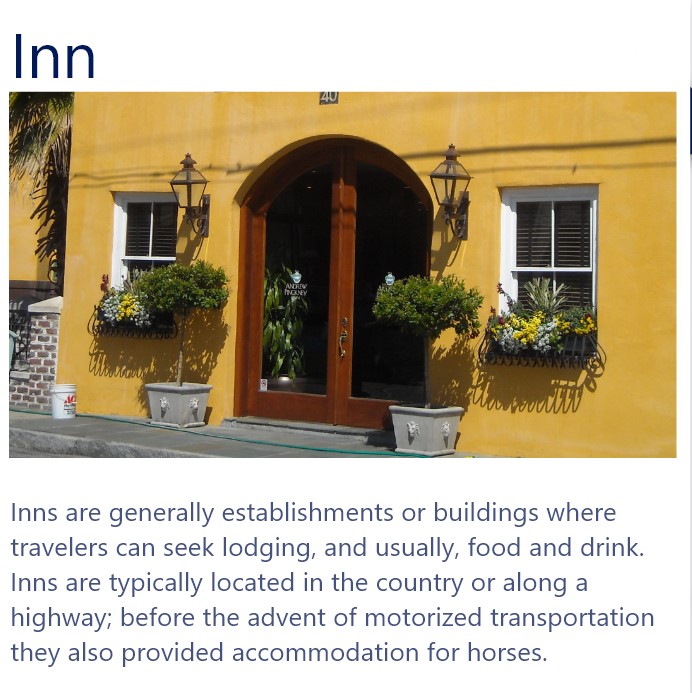 Inn
40
ANDREW
PINCKNEY
Inns are generally establishments or buildings where
travelers can seek lodging, and usually, food and drink.
Inns are typically located in the country or along a
highway; before the advent of motorized transportation
they also provided accommodation for horses.